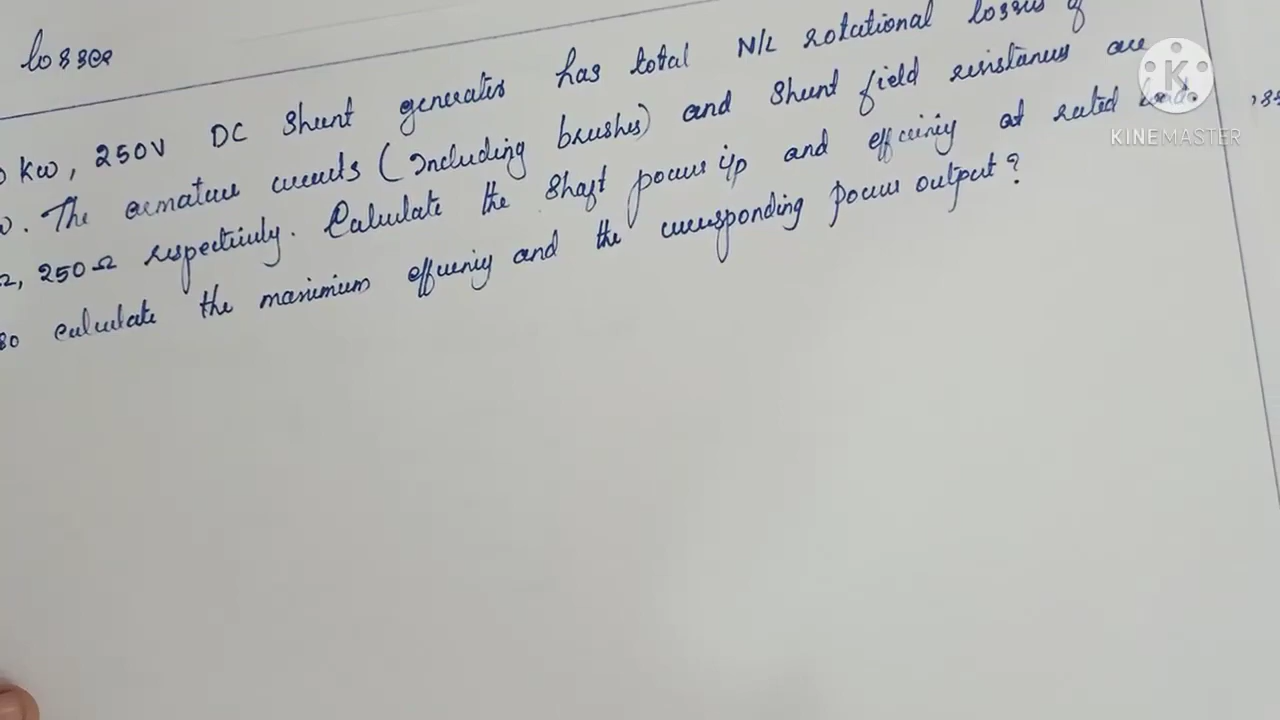 losses
kw, 250V DC Shunt generator has total N/L rotational losses of
w. The armature circuits (Including brushes) and Shunt field resistances are
Ω, 250Ω respectively. Calculate the Shaft power i/p and efficiency at rated load.
so calculate the maximum efficiency and the corresponding power output?
KINEMASTER